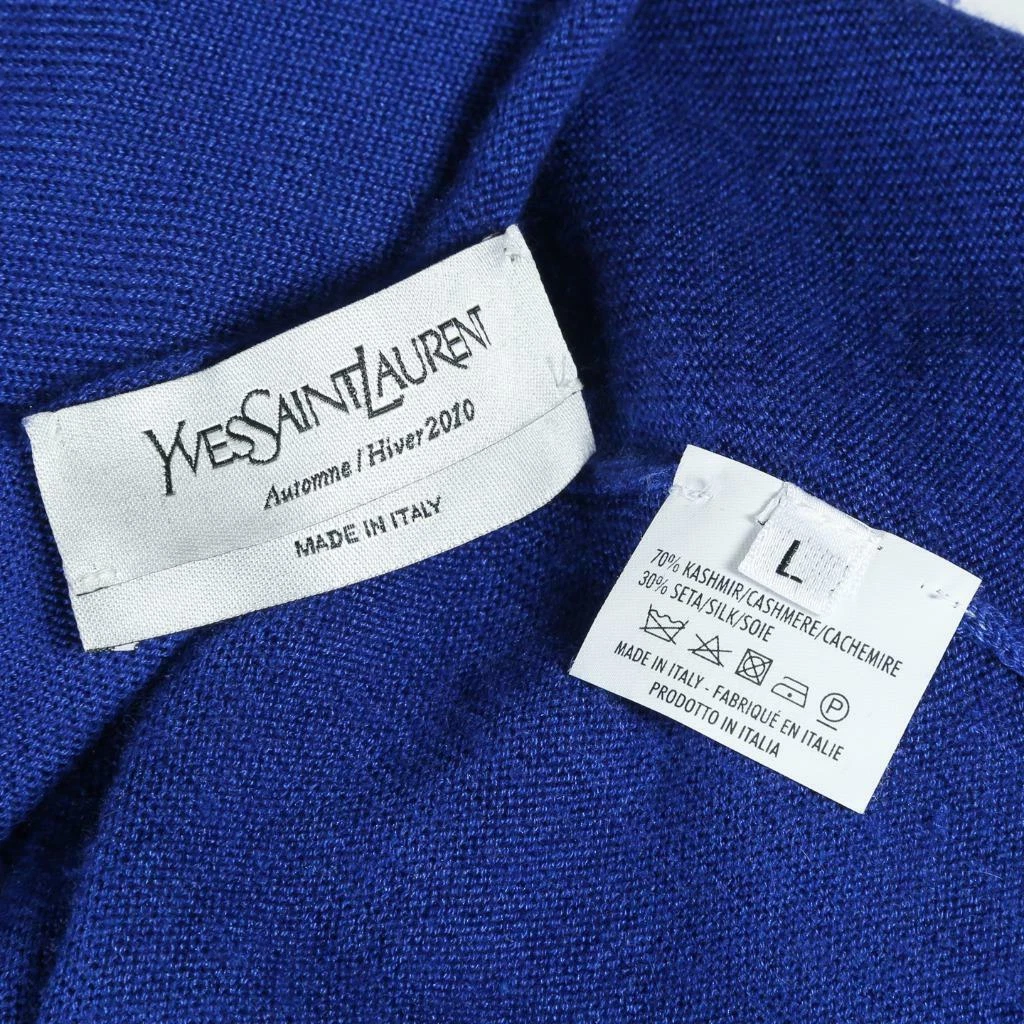 YVESSAINTLAURENT
Automne / Hiver 2010
MADE IN ITALY
L
70% KASHMIR/CASHMERE/CACHEMIRE
30% SETA/SILK/SOIE
P
MADE IN ITALY - FABRIQUÉ EN ITALIE
PRODOTTO IN ITALIA